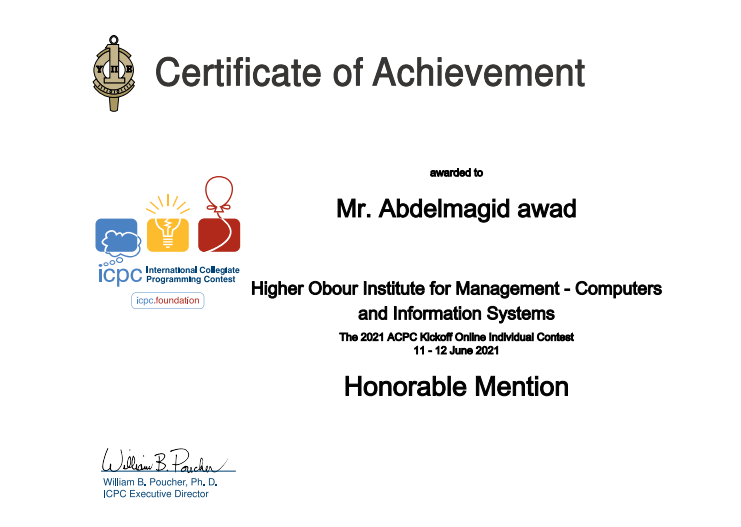 Certificate of Achievement
awarded to
Mr. Abdelmagid awad
icpc International Collegiate
Programming Contest
icpc.foundation
Higher Obour Institute for Management - Computers
and Information Systems
The 2021 ACPC Kickoff Online Individual Contest
11 - 12 June 2021
Honorable Mention
William B. Poucher
William B. Poucher, Ph. D.
ICPC Executive Director